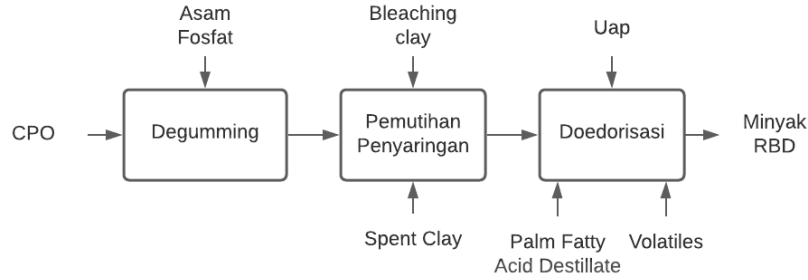 Asam
Fosfat
Bleaching
clay
Uap
CPO
Degumming
Pemutihan
Penyaringan
Doedorisasi
Minyak
RBD
Spent Clay
Palm Fatty
Acid Destillate
Volatiles